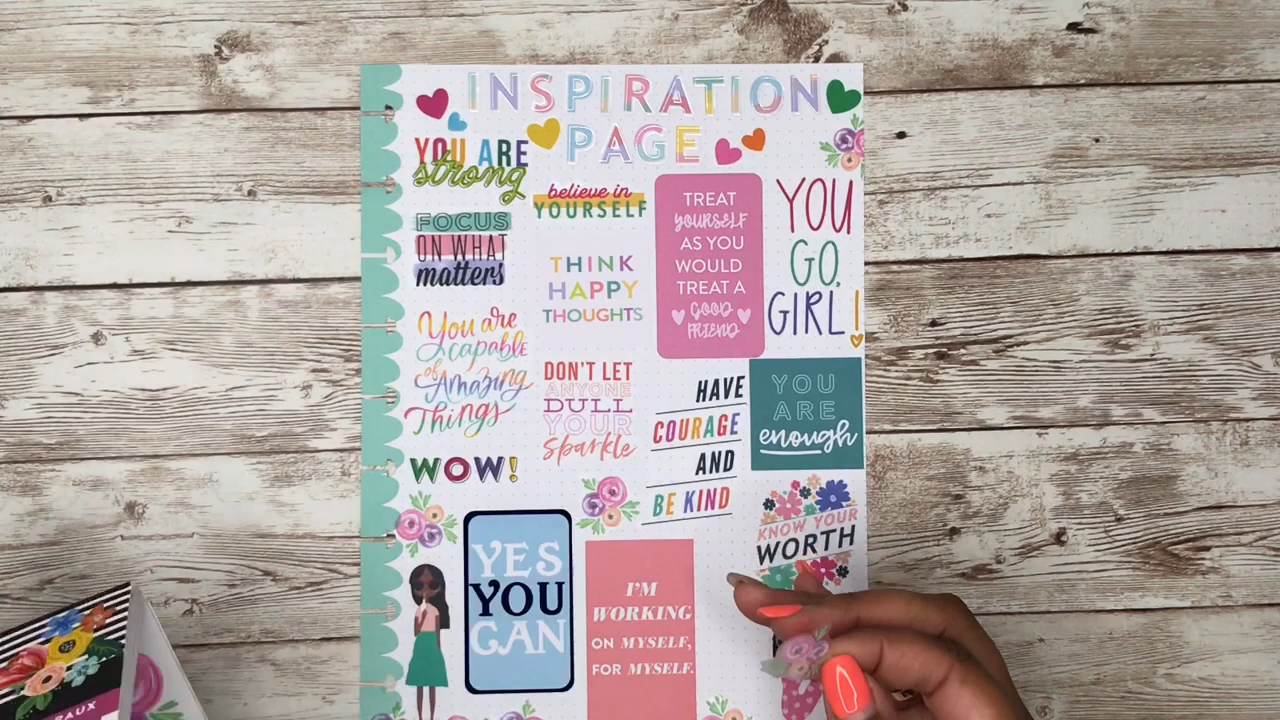 INSPIRATION
PAGE
YOU ARE
strong
believe in
YOURSELF
TREAT
YOURSELF
AS YOU
WOULD
TREAT A
GOOD
FRIEND
YOU
GO,
GIRL!
FOCUS
ON WHAT
matters
THINK
HAPPY
THOUGHTS
You are
capable
of Amazing
Things
DON'T LET
ANYONE
DULL
YOUR
sparkle
HAVE
COURAGE
AND
BE KIND
YOU
ARE
enough
WOW!
KNOW YOUR
WORTH
YES
YOU
CAN
I'M
WORKING
ON MYSELF,
FOR MYSELF.